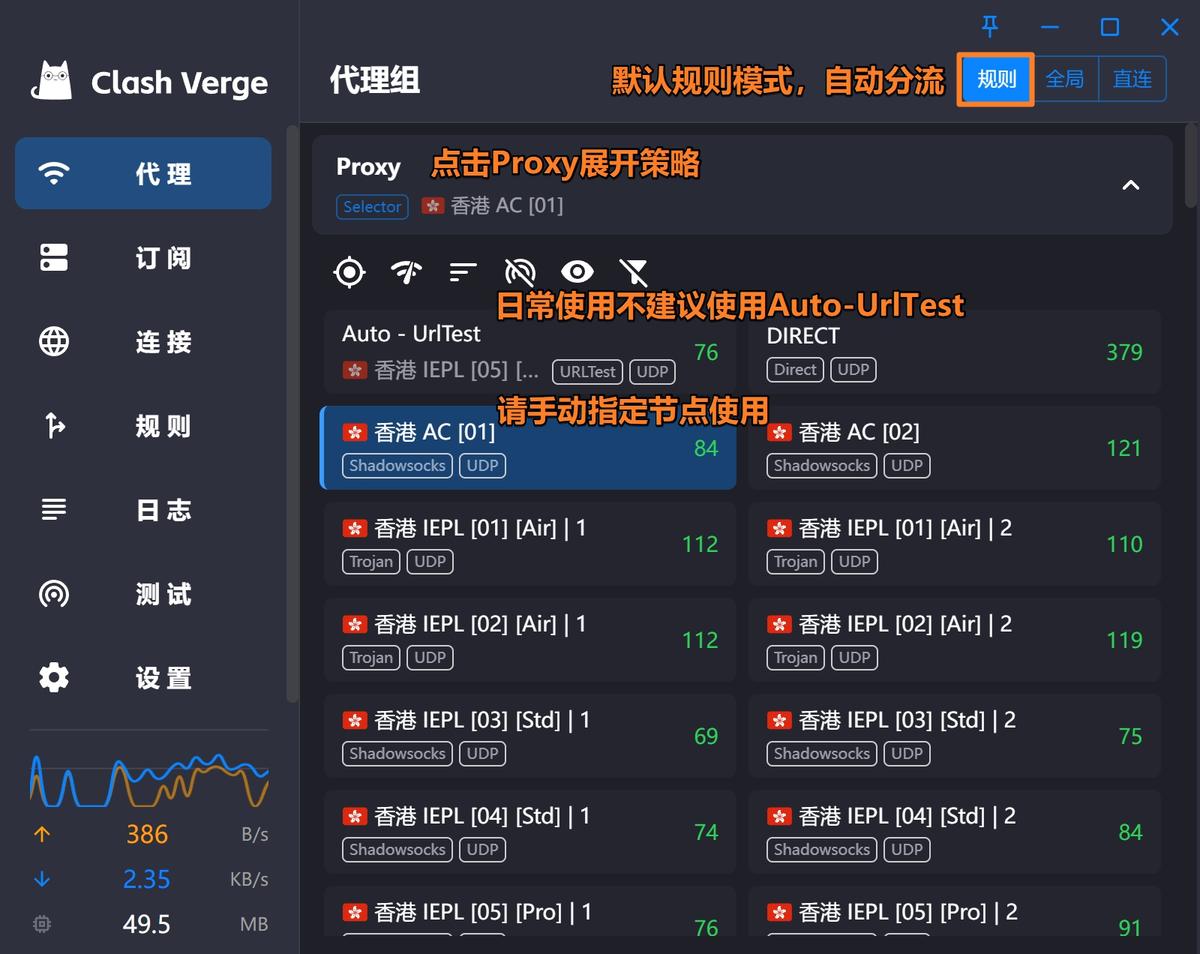 Clash Verge
代理
订阅
连接
规则
日志
测试
设置
386 B/s
2.35 KB/s
49.5 MB
代理组
默认规则模式，自动分流
规则 全局 直连
Proxy 点击Proxy展开策略
Selector 香港 AC [01]
日常使用不建议使用Auto-UrlTest
Auto - UrlTest
香港 IEPL [05] [... URLTest UDP
76
DIRECT
Direct UDP
379
请手动指定节点使用
香港 AC [01]
Shadowsocks UDP
84
香港 AC [02]
Shadowsocks UDP
121
香港 IEPL [01] [Air] | 1
Trojan UDP
112
香港 IEPL [01] [Air] | 2
Trojan UDP
110
香港 IEPL [02] [Air] | 1
Trojan UDP
112
香港 IEPL [02] [Air] | 2
Trojan UDP
119
香港 IEPL [03] [Std] | 1
Shadowsocks UDP
69
香港 IEPL [03] [Std] | 2
Shadowsocks UDP
75
香港 IEPL [04] [Std] | 1
Shadowsocks UDP
74
香港 IEPL [04] [Std] | 2
Shadowsocks UDP
84
香港 IEPL [05] [Pro] | 1
76
香港 IEPL [05] [Pro] | 2
91